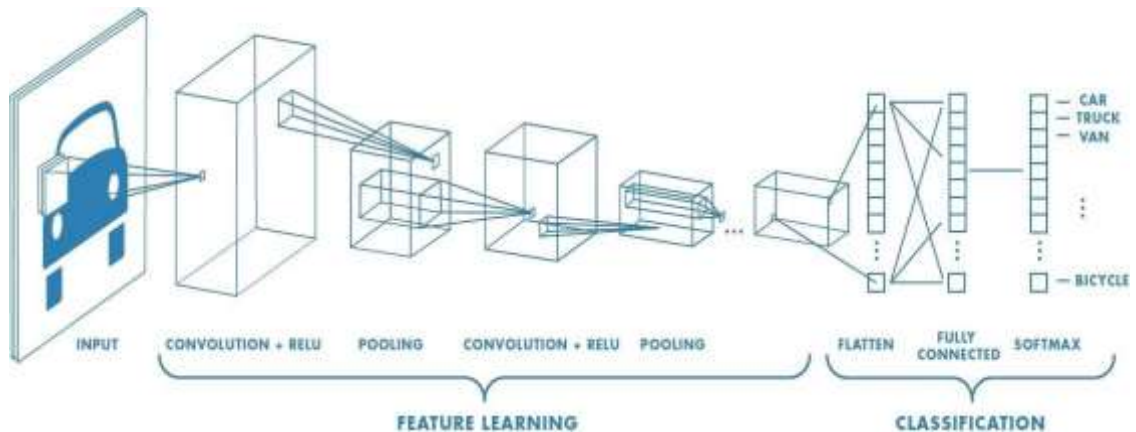 CAR
TRUCK
VAN
BICYCLE
INPUT
CONVOLUTION + RELU
POOLING
CONVOLUTION + RELU
POOLING
FLATTEN
FULLY
CONNECTED
SOFTMAX
FEATURE LEARNING
CLASSIFICATION